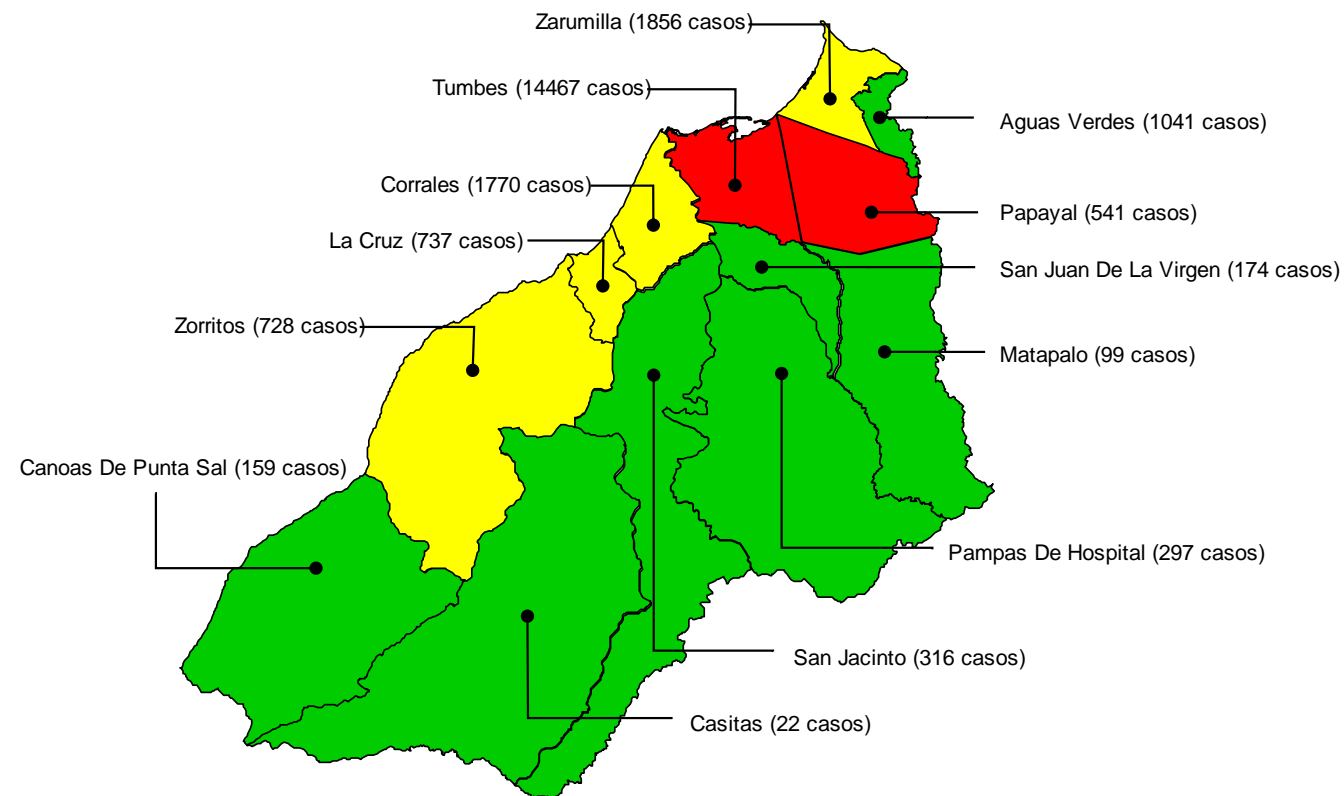 Zarumilla (1856 casos)
Tumbes (14467 casos)
Aguas Verdes (1041 casos)
Corrales (1770 casos)
Papayal (541 casos)
La Cruz (737 casos)
San Juan De La Virgen (174 casos)
Zorritos (728 casos)
Matapalo (99 casos)
Canoas De Punta Sal (159 casos)
Pampas De Hospital (297 casos)
San Jacinto (316 casos)
Casitas (22 casos)